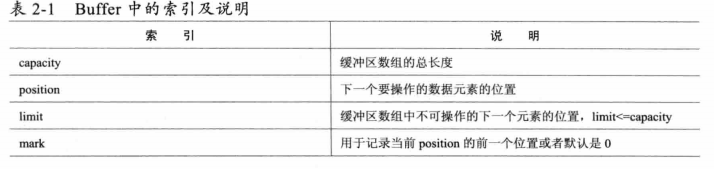 表 2-1 Buffer 中的索引及说明
索 引 说 明
capacity 缓冲区数组的总长度
position 下一个要操作的数据元素的位置
limit 缓冲区数组中不可操作的下一个元素的位置，limit<=capacity
mark 用于记录当前 position 的前一个位置或者默认是 0